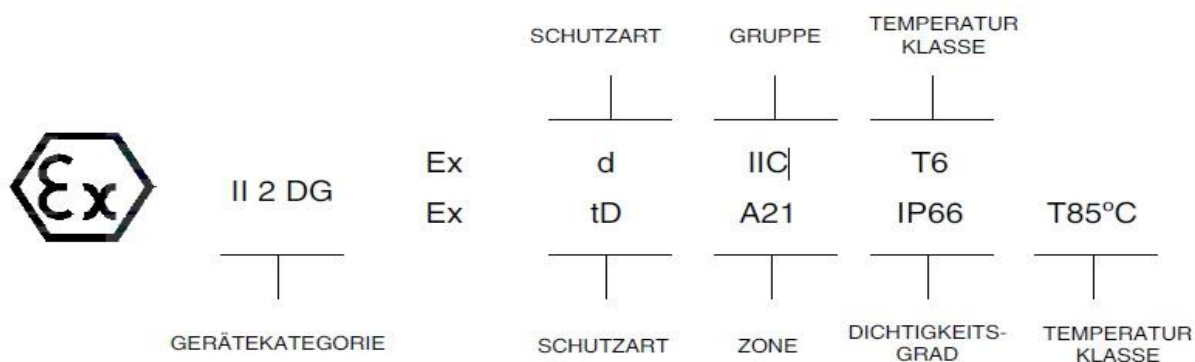 SCHUTZART GRUPPE TEMPERATUR
KLASSE
Ex d IIC T6
Ex II 2 DG
Ex tD A21 IP66 T85ºC
GERÄTEKATEGORIE SCHUTZART ZONE DICHTIGKEITS-
GRAD TEMPERATUR
KLASSE